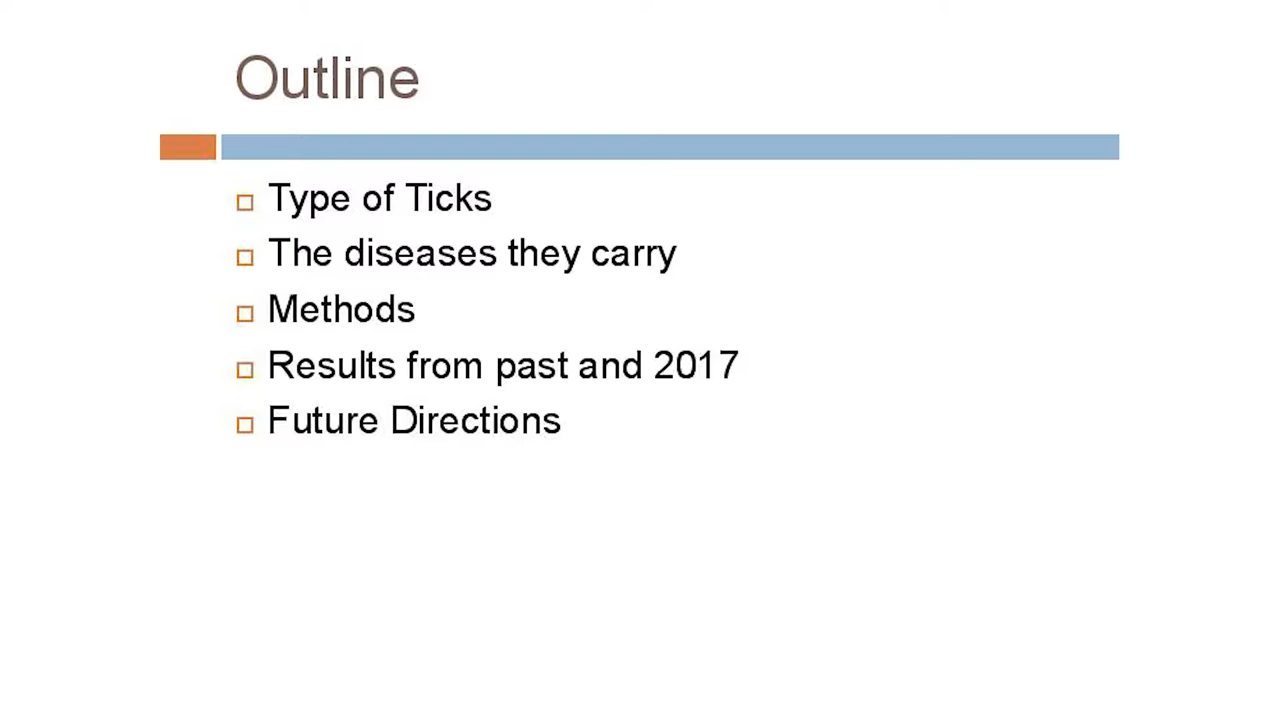 Outline
Type of Ticks
The diseases they carry
Methods
Results from past and 2017
Future Directions